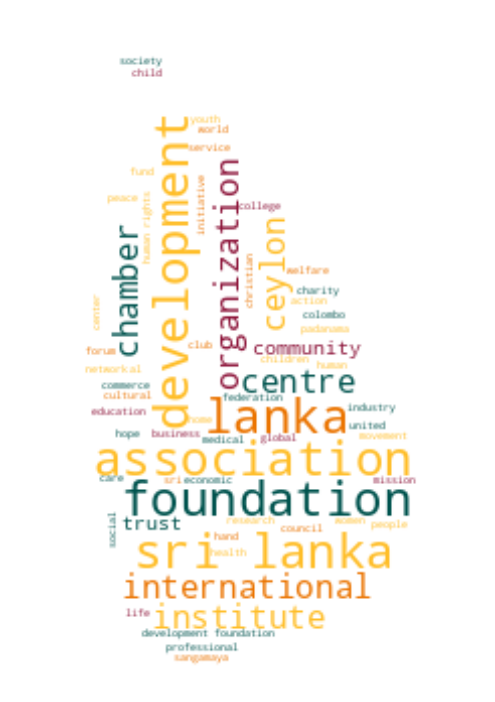 society
child
youth
world
development
service
organization
fund
initiative
peace
human rights
college
ceylon
chamber
christian
welfare
charity
action
center
colombo
padanama
club
forum
community
children
human
networkal
centre
commerce
cultural
federation
lanka
industry
education
home
united
hope
business
medical
global
movement
association
care
sri
economic
mission
foundation
social
trust
research
women
people
council
hand
sri lanka
health
international
life
institute
development foundation
professional
sangamaya